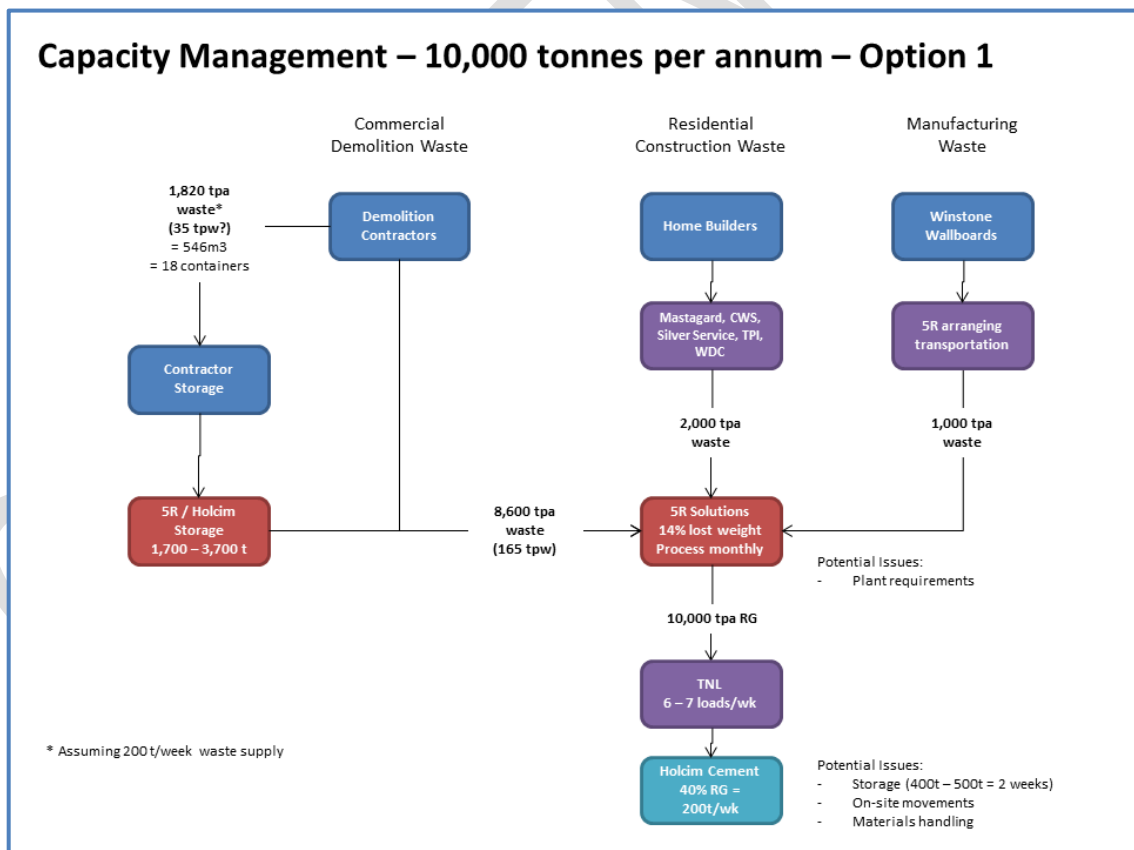 Capacity Management – 10,000 tonnes per annum – Option 1
Commercial
Demolition Waste
Residential
Construction Waste
Manufacturing
Waste
1,820 tpa
waste*
(35 tpw?)
= 546m3
= 18 containers
Demolition
Contractors
Home Builders
Winstone
Wallboards
Mastagard, CWS,
Silver Service, TPI,
WDC
5R arranging
transportation
Contractor
Storage
2,000 tpa
waste
1,000 tpa
waste
5R / Holcim
Storage
1,700 – 3,700 t
8,600 tpa
waste
(165 tpw)
5R Solutions
14% lost weight
Process monthly
Potential Issues:
- Plant requirements
10,000 tpa RG
TNL
6 – 7 loads/wk
* Assuming 200 t/week waste supply
Holcim Cement
40% RG =
200t/wk
Potential Issues:
- Storage (400t – 500t = 2 weeks)
- On-site movements
- Materials handling